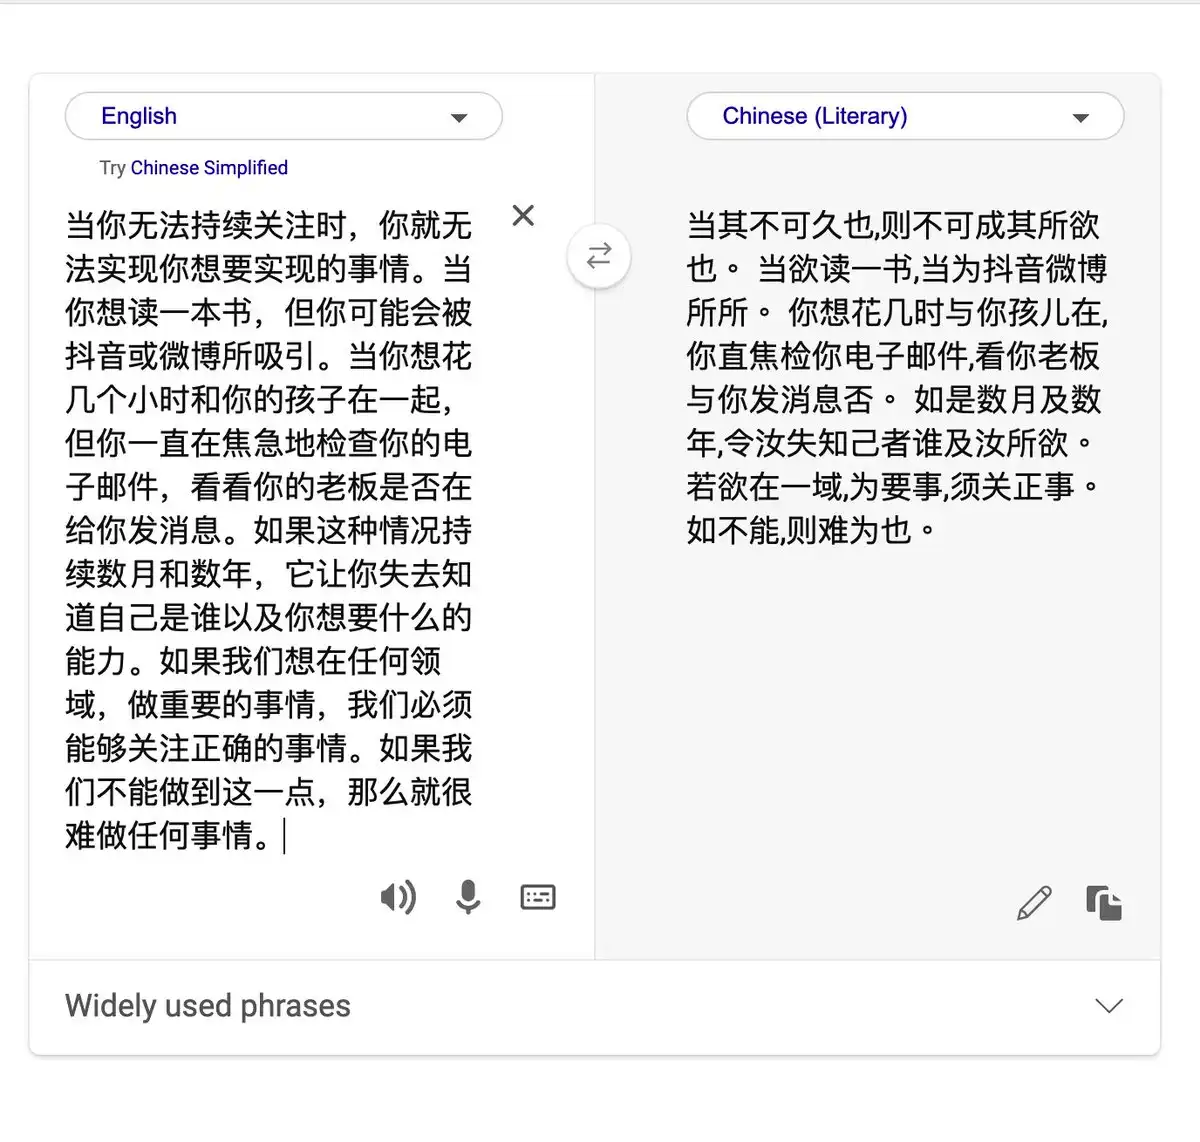 English
Chinese (Literary)
Try Chinese Simplified
当你无法持续关注时，你就无
法实现你想要实现的事情。当
你想读一本书，但你可能会被
抖音或微博所吸引。当你想花
几个小时和你的孩子在一起，
但你一直在焦急地检查你的电
子邮件，看看你的老板是否在
给你发消息。如果这种情况持
续数月和数年，它让你失去知
道自己是谁以及你想要什么的
能力。如果我们想在任何领
域，做重要的事情，我们必须
能够关注正确的事情。如果我
们不能做到这一点，那么就很
难做任何事情。
当其不可久也,则不可成其所欲
也。 当欲读一书,当为抖音微博
所所。 你想花几时与你孩儿在,
你直焦检你电子邮件,看你老板
与你发消息否。 如是数月及数
年,令汝失知己者谁及汝所欲。
若欲在一域,为要事,须关正事。
如不能,则难为也。
Widely used phrases